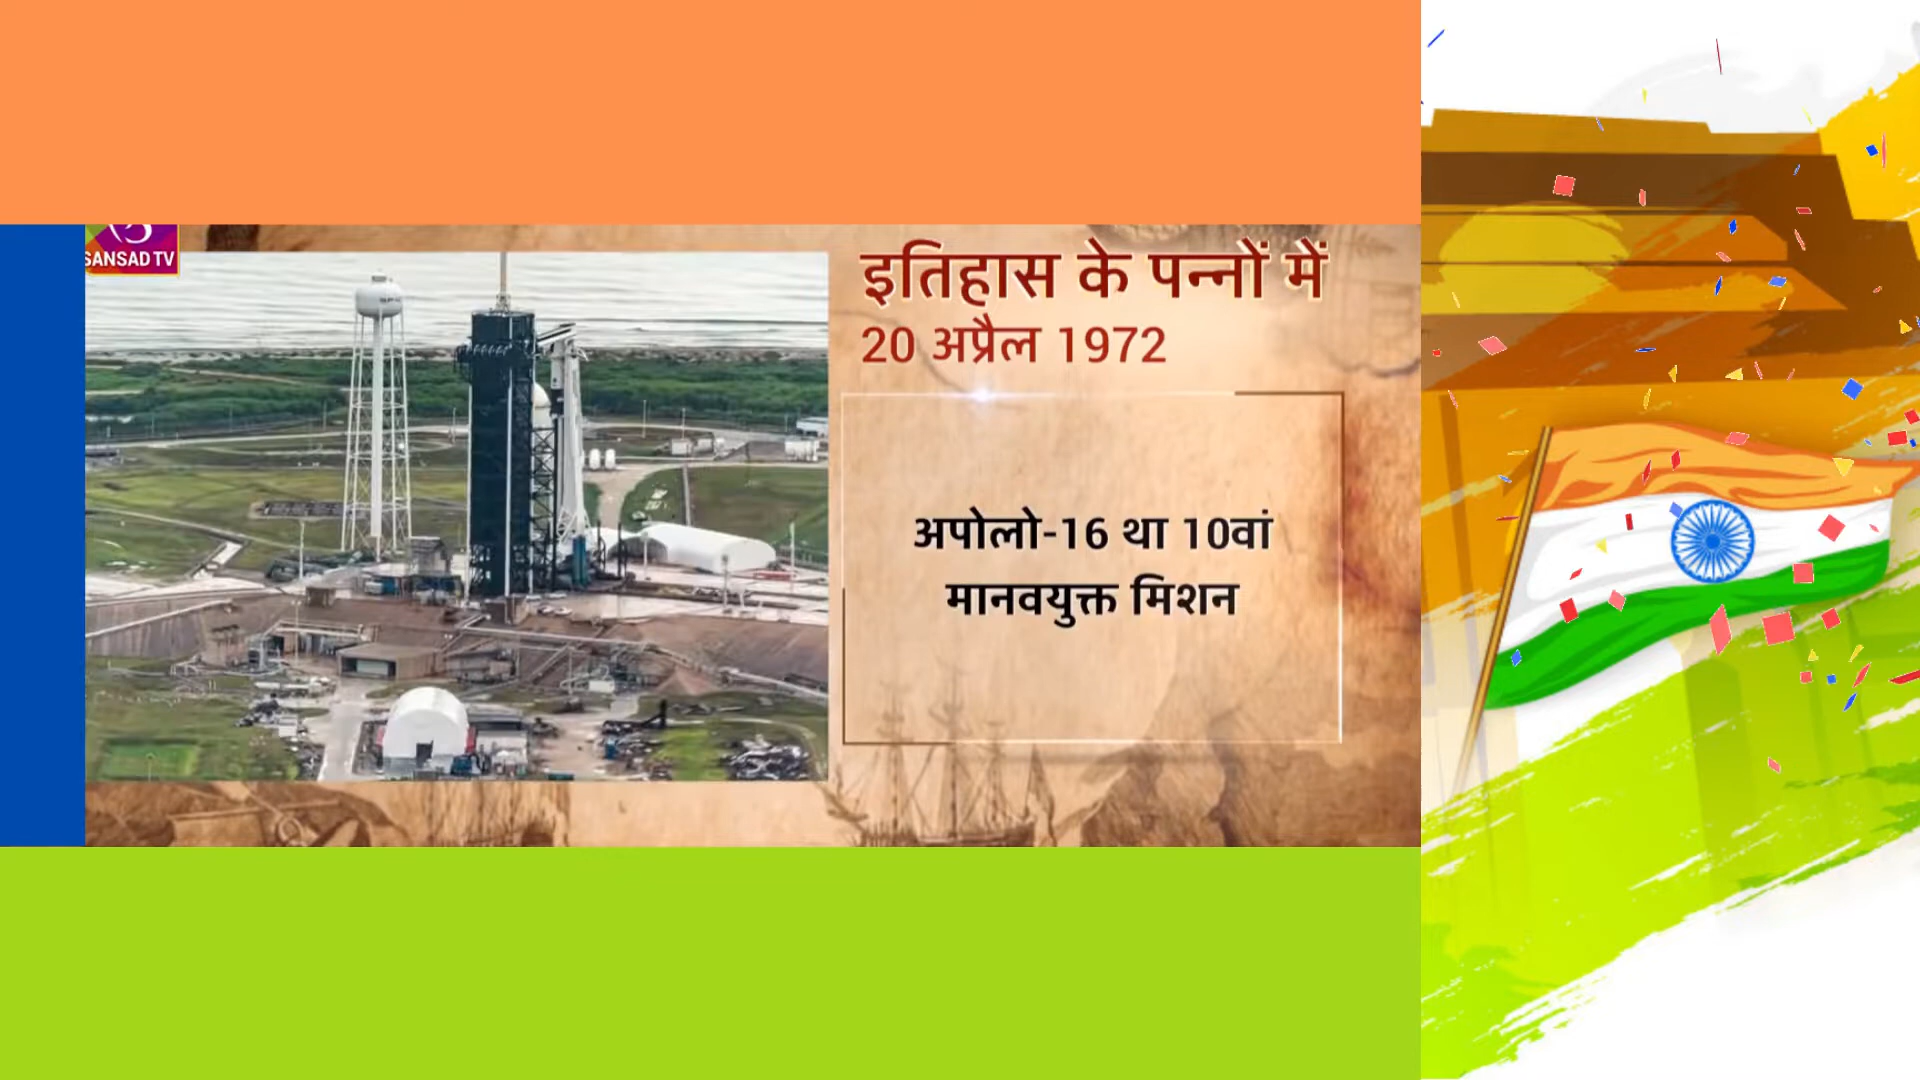 SANSAD TV
इतिहास के पन्नों में
20 अप्रैल 1972
अपोलो-16 था 10वां
मानवयुक्त मिशन